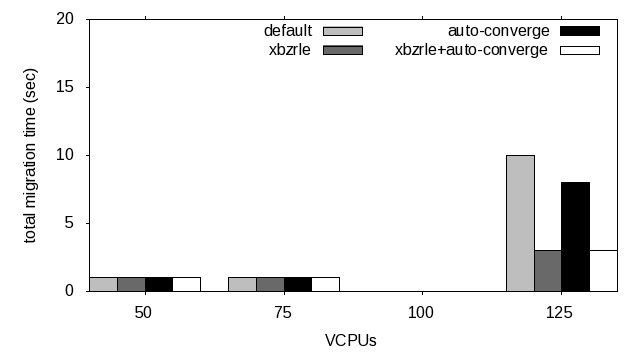 total migration time (sec)
20
15
10
5
0
default
xbzrle
auto-converge
xbzrle+auto-converge
50
75
100
125
VCPUs